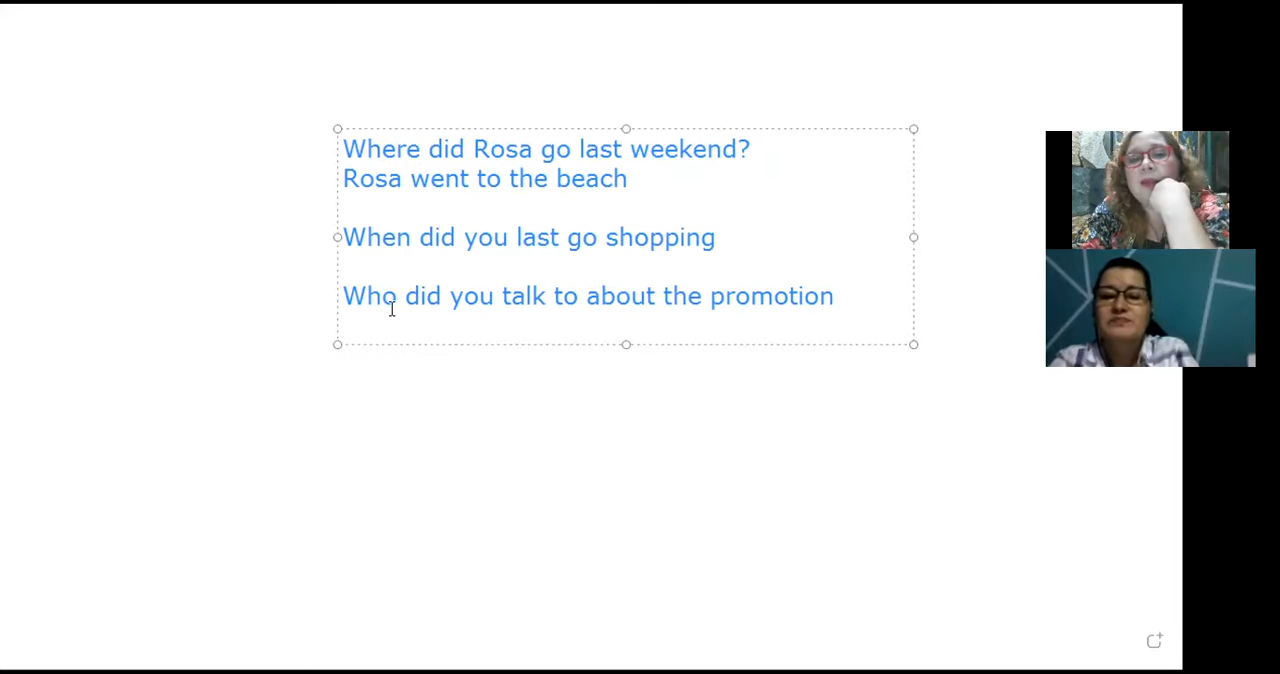 Where did Rosa go last weekend?
Rosa went to the beach
When did you last go shopping
Who did you talk to about the promotion